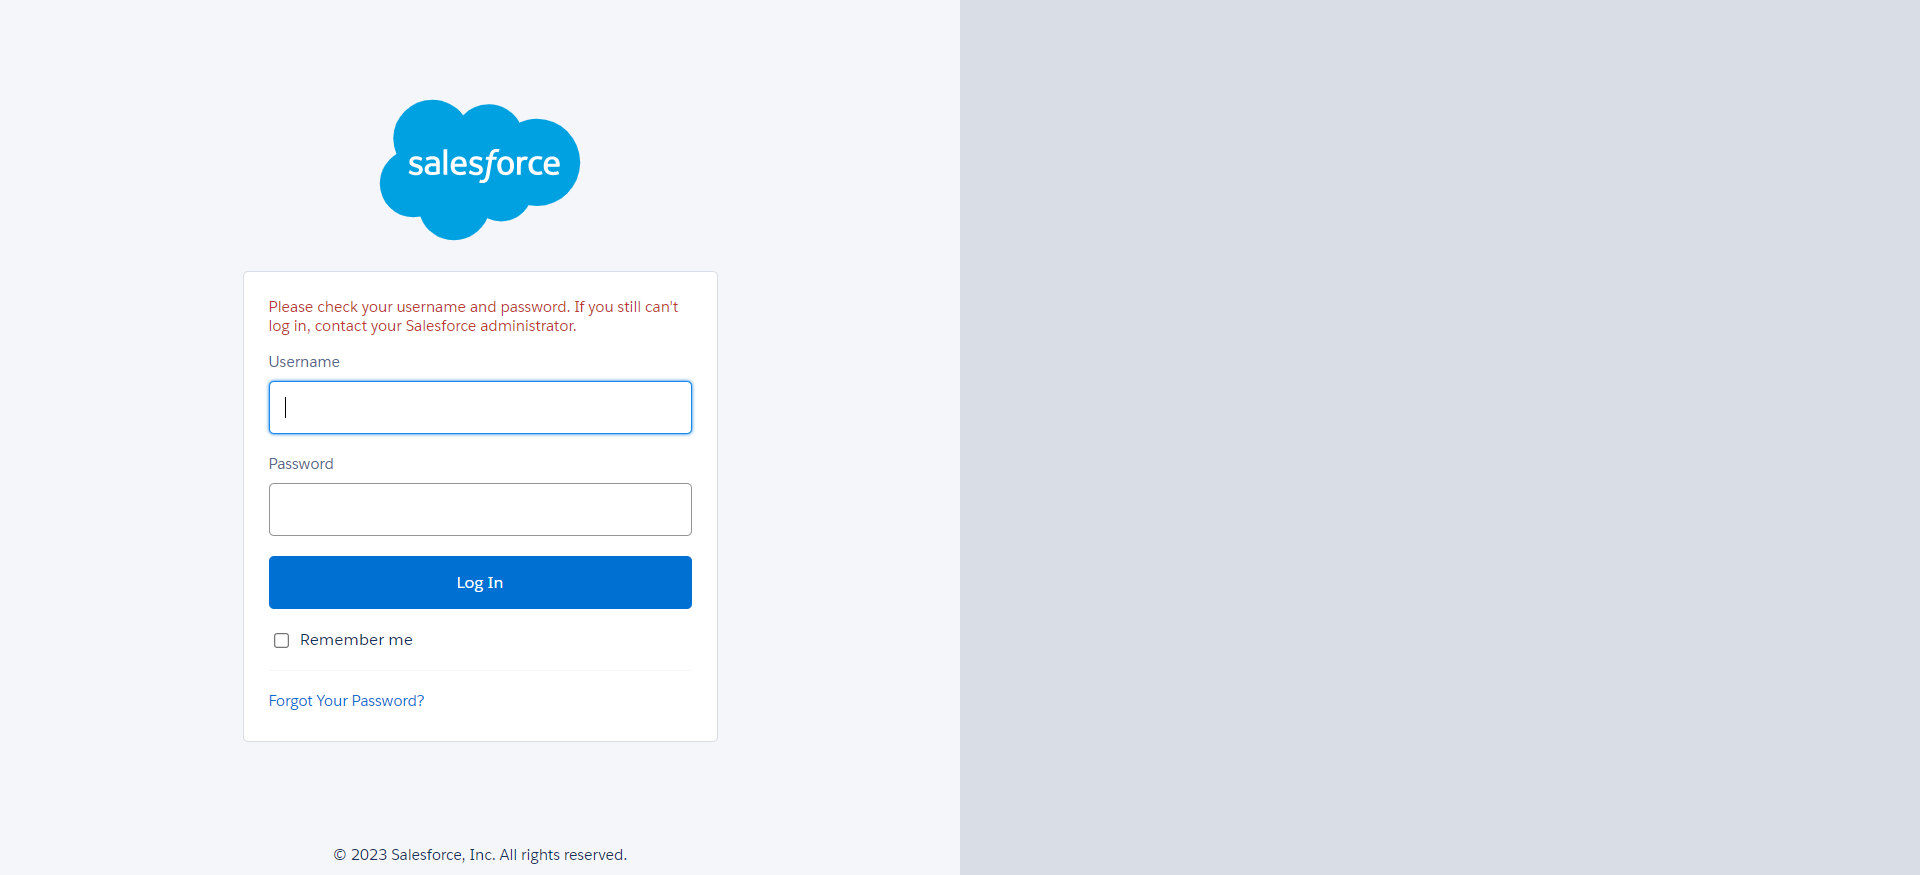 salesforce
Please check your username and password. If you still can't
log in, contact your Salesforce administrator.
Username
Password
Log In
Remember me
Forgot Your Password?
© 2023 Salesforce, Inc. All rights reserved.